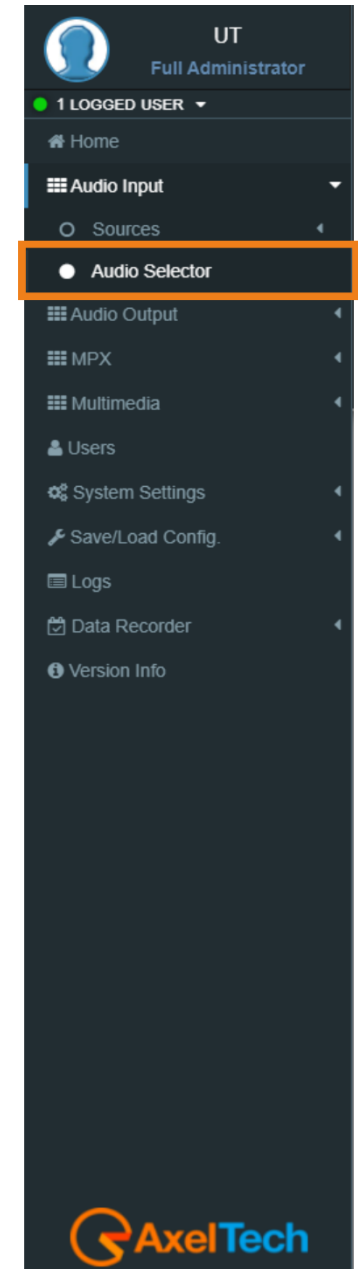 UT
Full Administrator
1 LOGGED USER
Home
Audio Input
Sources
Audio Selector
Audio Output
MPX
Multimedia
Users
System Settings
Save/Load Config.
Logs
Data Recorder
Version Info
AxelTech